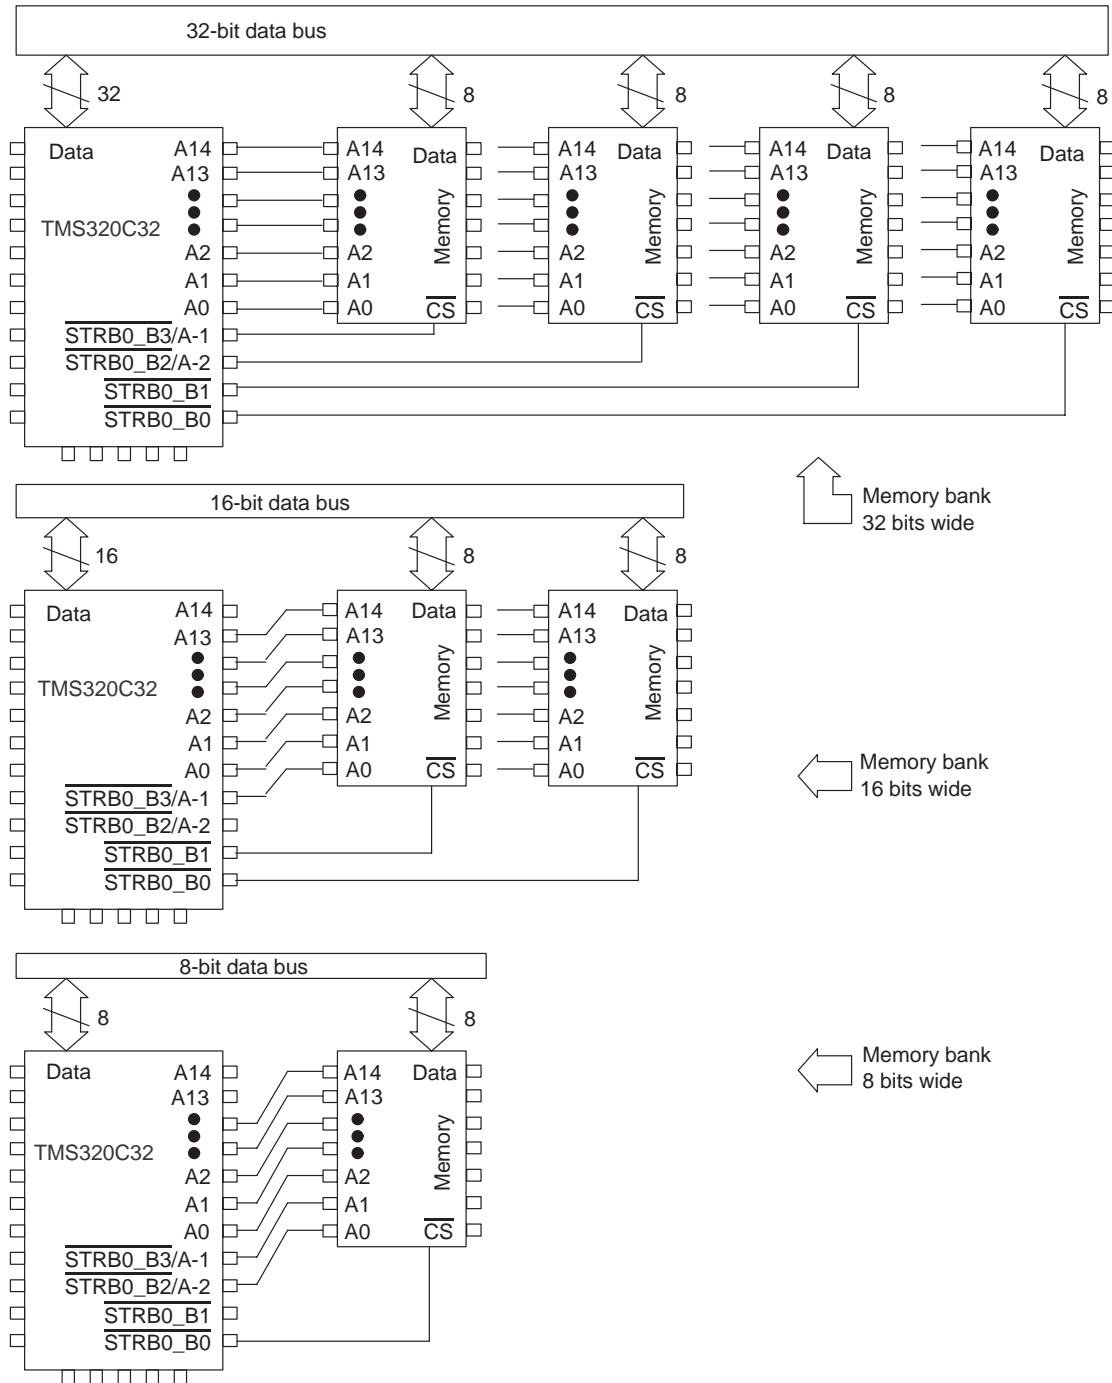 32-bit data bus
32
8
8
8
8
Data
A14
A13
TMS320C32
A2
A1
A0
STRB0_B3/A-1
STRB0_B2/A-2
STRB0_B1
STRB0_B0
A14
Data
A13
Memory
A2
A1
A0
CS
A14
Data
A13
Memory
A2
A1
A0
CS
A14
Data
A13
Memory
A2
A1
A0
CS
A14
Data
A13
Memory
A2
A1
A0
CS
Memory bank
32 bits wide
16-bit data bus
16
8
8
Data
A14
A13
TMS320C32
A2
A1
A0
STRB0_B3/A-1
STRB0_B2/A-2
STRB0_B1
STRB0_B0
A14
Data
A13
Memory
A2
A1
A0
CS
A14
Data
A13
Memory
A2
A1
A0
CS
Memory bank
16 bits wide
8-bit data bus
8
8
Data
A14
A13
TMS320C32
A2
A1
A0
STRB0_B3/A-1
STRB0_B2/A-2
STRB0_B1
STRB0_B0
A14
Data
A13
Memory
A2
A1
A0
CS
Memory bank
8 bits wide